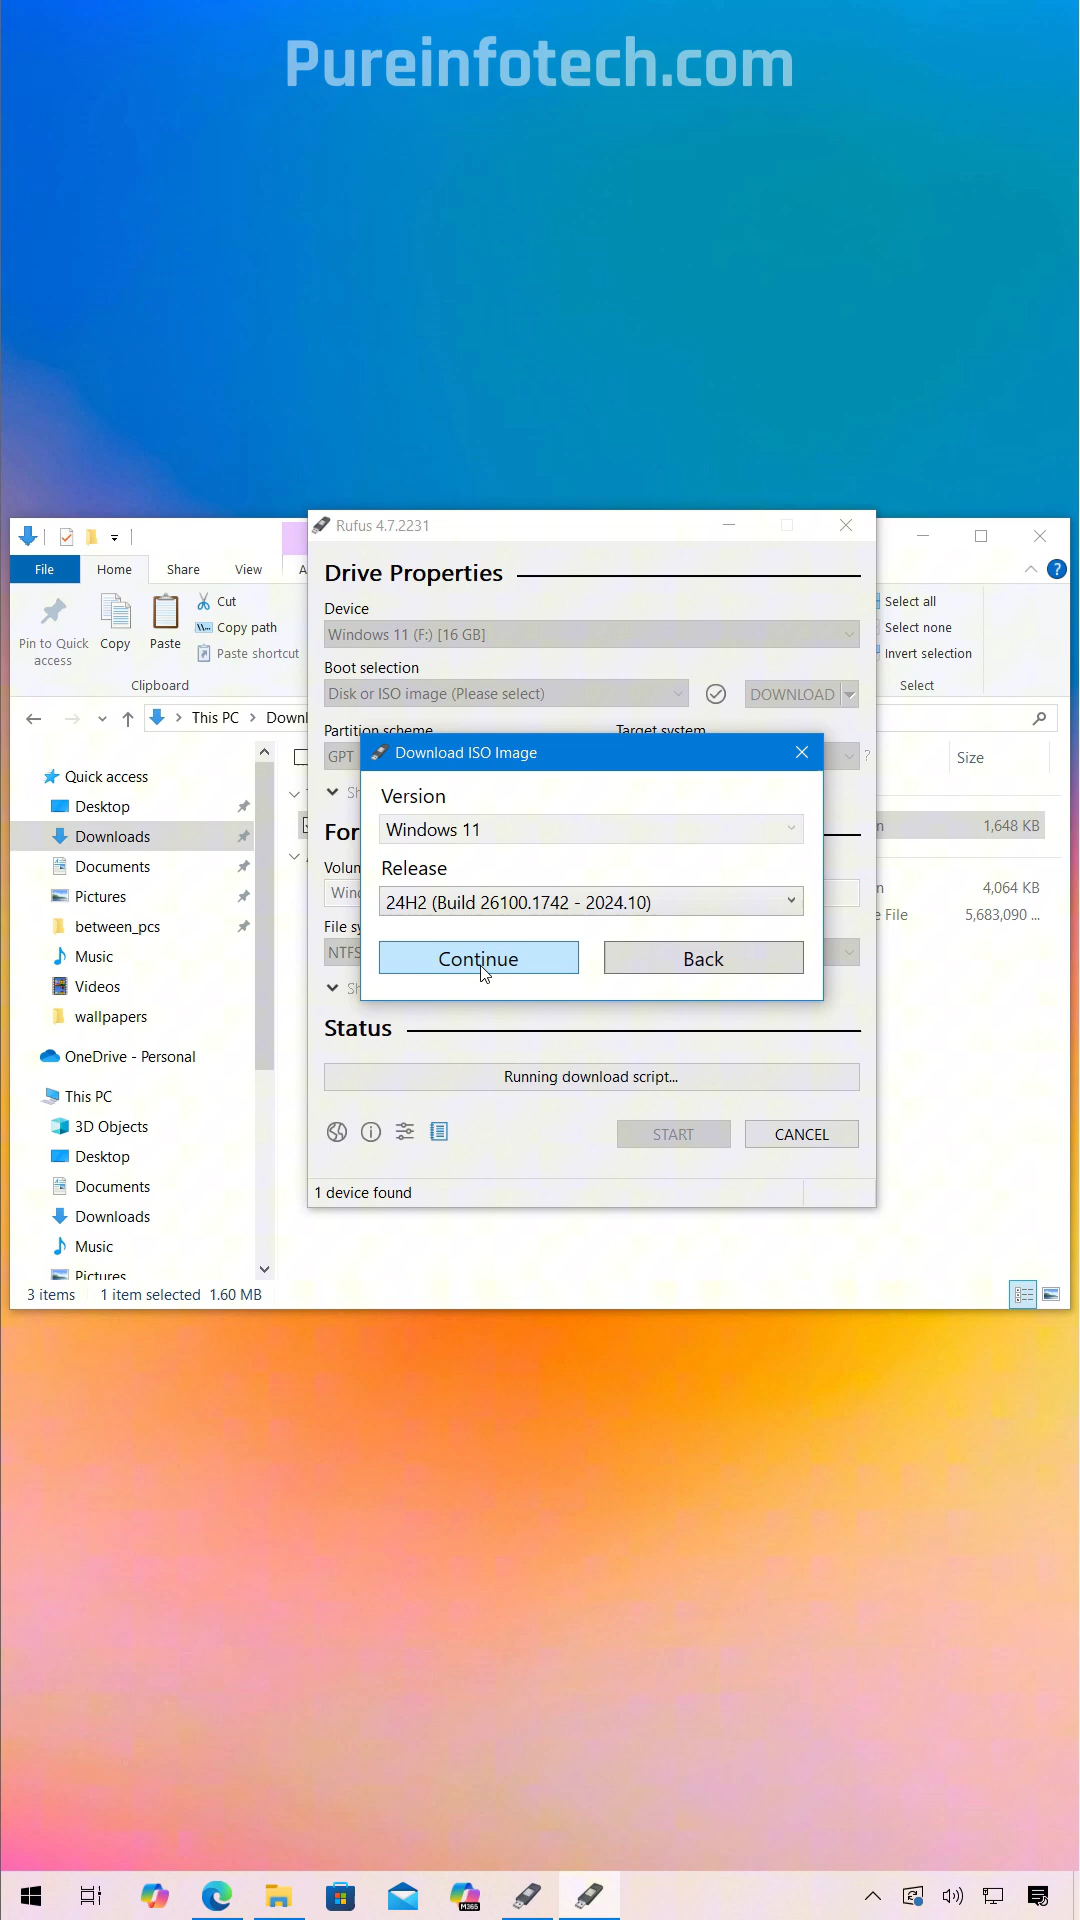 Pureinfotech.com
Rufus 4.7.2231
File
Home
Share
View
Pin to Quick
access
Copy
Paste
Cut
Copy path
Paste shortcut
Clipboard
Select all
Select none
Invert selection
Select
This PC
Quick access
Desktop
Downloads
Documents
Pictures
between_pcs
Music
Videos
wallpapers
OneDrive - Personal
This PC
3D Objects
Desktop
Documents
Downloads
Music
Pictures
3 items
1 item selected 1.60 MB
Size
1,648 KB
4,064 KB
e File
5,683,090 ...
Drive Properties
Device
Windows 11 (F:) [16 GB]
Boot selection
Disk or ISO image (Please select)
DOWNLOAD
Partition scheme
Target system
GPT
?
Download ISO Image
Version
Windows 11
Release
24H2 (Build 26100.1742 - 2024.10)
Continue
Back
NTFS
Status
Running download script...
START
CANCEL
1 device found
M365